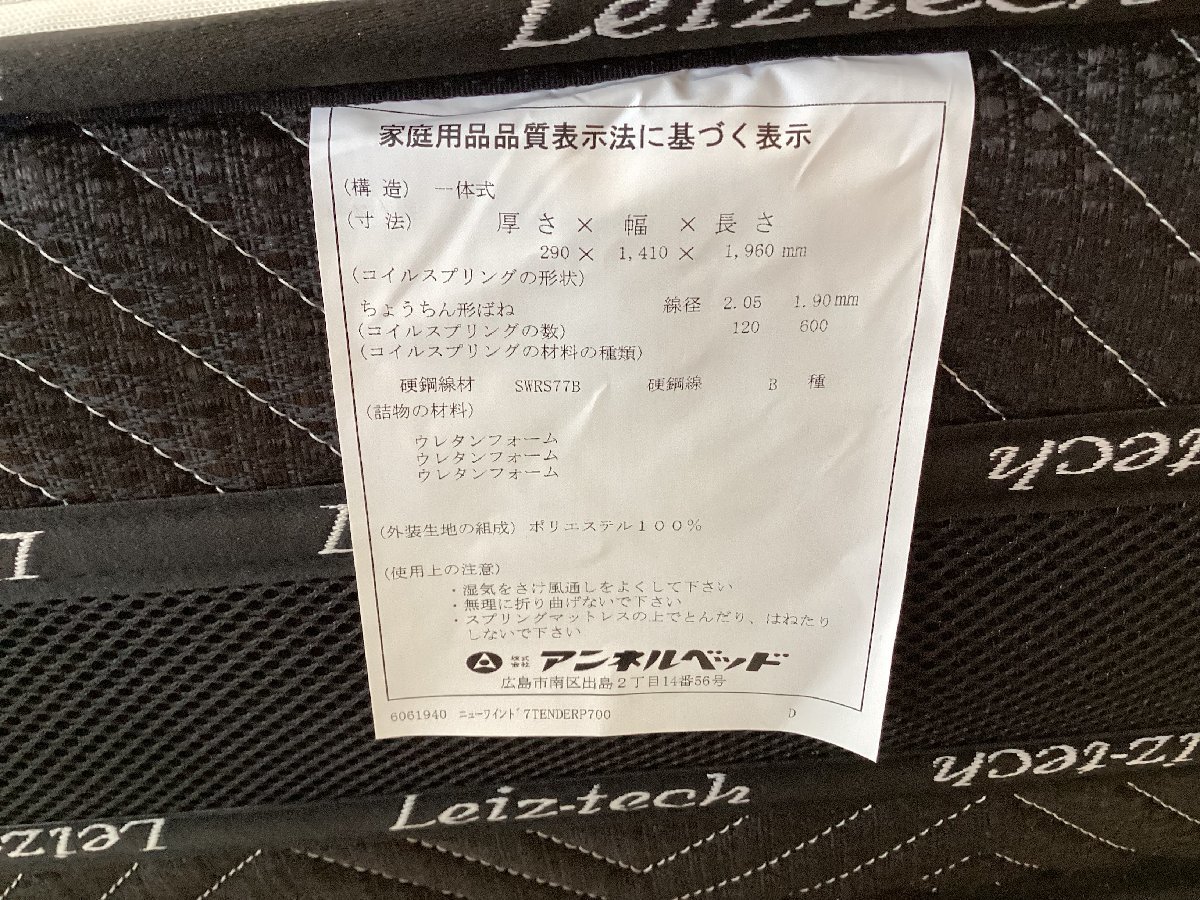 Leiz-tech
家庭用品品質表示法に基づく表示
(構造) 一体式
(寸法) 厚さ × 幅 × 長さ
290 × 1,410 × 1,960 mm
(コイルスプリングの形状)
ちょうちん形ばね 線径 2.05 1.90mm
(コイルスプリングの数) 120 600
(コイルスプリングの材料の種類)
硬鋼線材 SWRS77B 硬鋼線 B 種
(詰物の材料)
ウレタンフォーム
ウレタンフォーム
ウレタンフォーム
(外装生地の組成) ポリエステル100%
(使用上の注意)
・湿気をさけ風通しをよくして下さい
・無理に折り曲げないで下さい
・スプリングマットレスの上でとんだり、はねたり
しないで下さい
株式会社 アンネルベッド
広島市南区出島2丁目14番56号
6061940 ニューウインド7TENDERP700 D
L
L
tech
Leiz
Leiz-tech
Leiz-tech